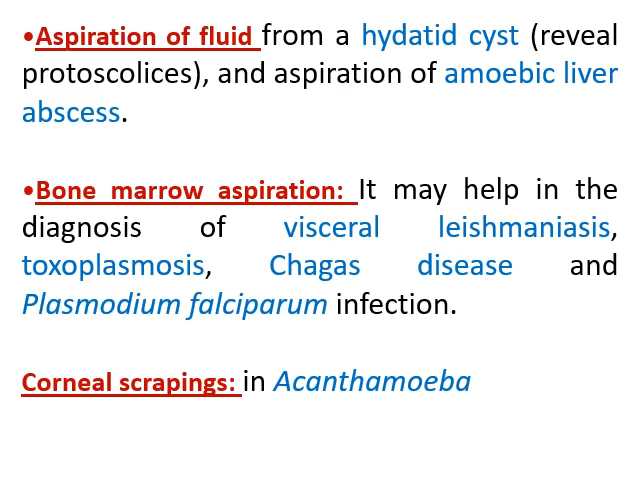 •Aspiration of fluid from a hydatid cyst (reveal
protoscolices), and aspiration of amoebic liver
abscess.
•Bone marrow aspiration: It may help in the
diagnosis of visceral leishmaniasis,
toxoplasmosis, Chagas disease and
Plasmodium falciparum infection.
Corneal scrapings: in Acanthamoeba